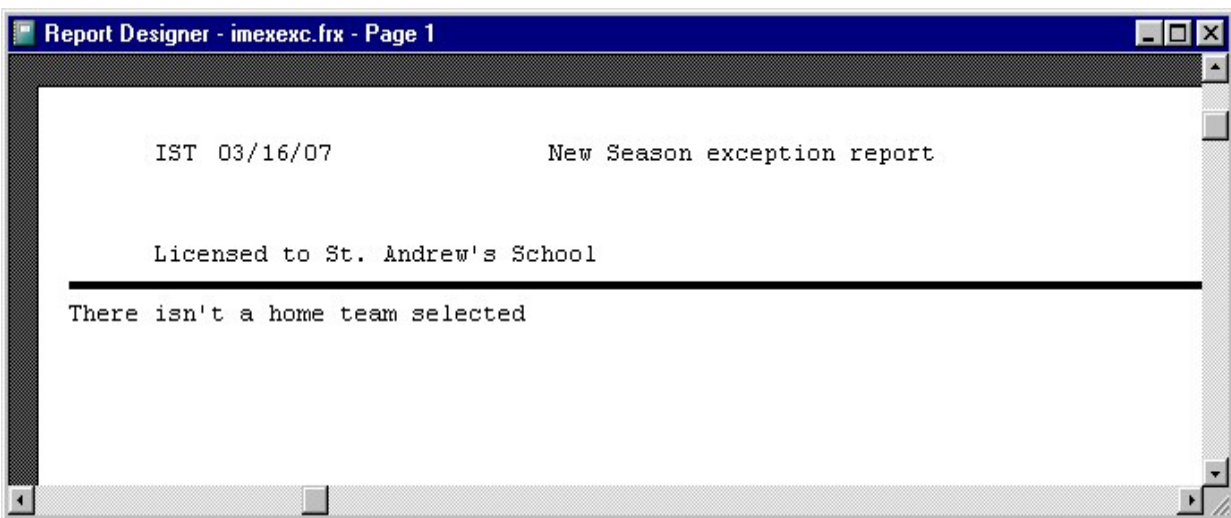 Report Designer - imexexc.frx - Page 1
IST 03/16/07 New Season exception report
Licensed to St. Andrew's School
There isn't a home team selected